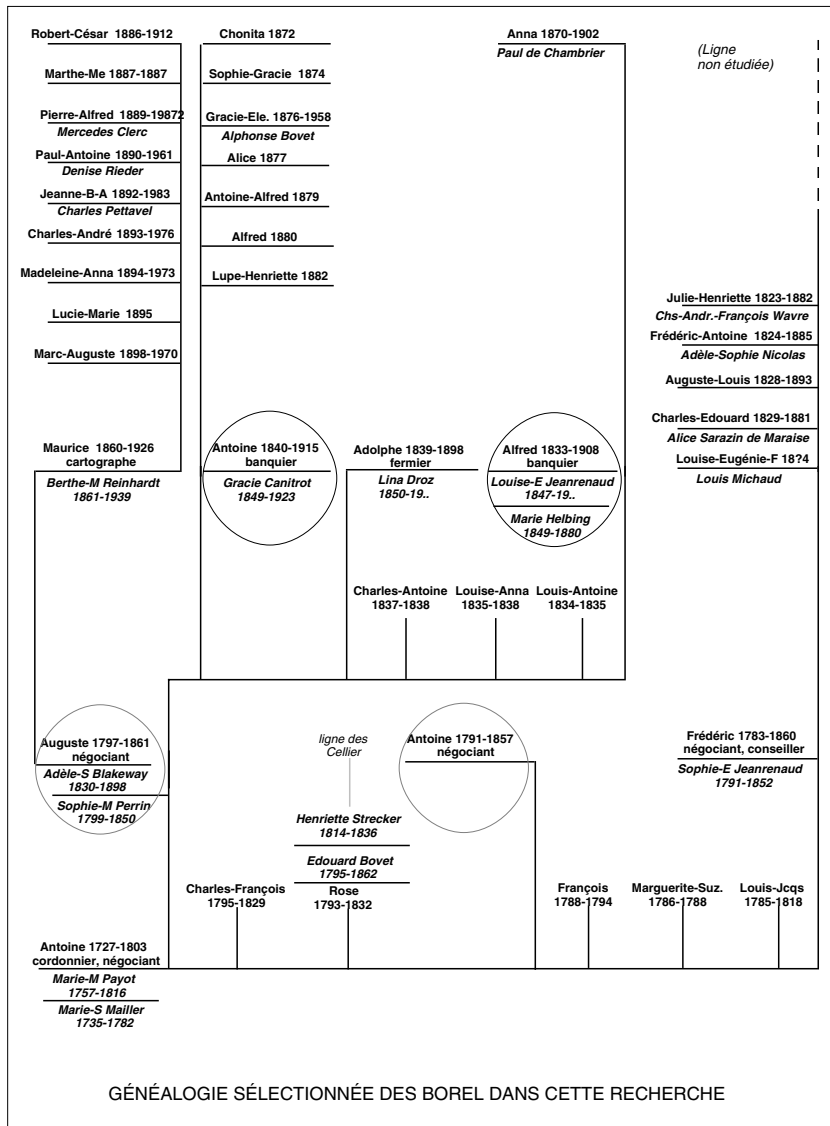 Robert-César 1886-1912
Marthe-Me 1887-1887
Pierre-Alfred 1889-19872
Mercedes Clerc
Paul-Antoine 1890-1961
Denise Rieder
Jeanne-B-A 1892-1983
Charles Pettavel
Charles-André 1893-1976
Madeleine-Anna 1894-1973
Lucie-Marie 1895
Marc-Auguste 1898-1970
Chonita 1872
Sophie-Gracie 1874
Gracie-Ele. 1876-1958
Alphonse Bovet
Alice 1877
Antoine-Alfred 1879
Alfred 1880
Lupe-Henriette 1882
Anna 1870-1902
Paul de Chambrier
(Ligne
non étudiée)
Julie-Henriette 1823-1882
Chs-Andr.-François Wavre
Frédéric-Antoine 1824-1885
Adèle-Sophie Nicolas
Auguste-Louis 1828-1893
Charles-Edouard 1829-1881
Alice Sarazin de Maraise
Louise-Eugénie-F 18?4
Louis Michaud
Maurice 1860-1926
cartographe
Berthe-M Reinhardt
1861-1939
Antoine 1840-1915
banquier
Gracie Canitrot
1849-1923
Adolphe 1839-1898
fermier
Lina Droz
1850-19..
Alfred 1833-1908
banquier
Louise-E Jeanrenaud
1847-19..
Marie Helbing
1849-1880
Charles-Antoine
1837-1838
Louise-Anna
1835-1838
Louis-Antoine
1834-1835
Auguste 1797-1861
négociant
Adèle-S Blakeway
1830-1898
Sophie-M Perrin
1799-1850
ligne des
Cellier
Henriette Strecker
1814-1836
Edouard Bovet
1795-1862
Rose
1793-1832
Antoine 1791-1857
négociant
Frédéric 1783-1860
négociant, conseiller
Sophie-E Jeanrenaud
1791-1852
Charles-François
1795-1829
François
1788-1794
Marguerite-Suz.
1786-1788
Louis-Jcqs
1785-1818
Antoine 1727-1803
cordonnier, négociant
Marie-M Payot
1757-1816
Marie-S Mailler
1735-1782
GÉNÉALOGIE SÉLECTIONNÉE DES BOREL DANS CETTE RECHERCHE